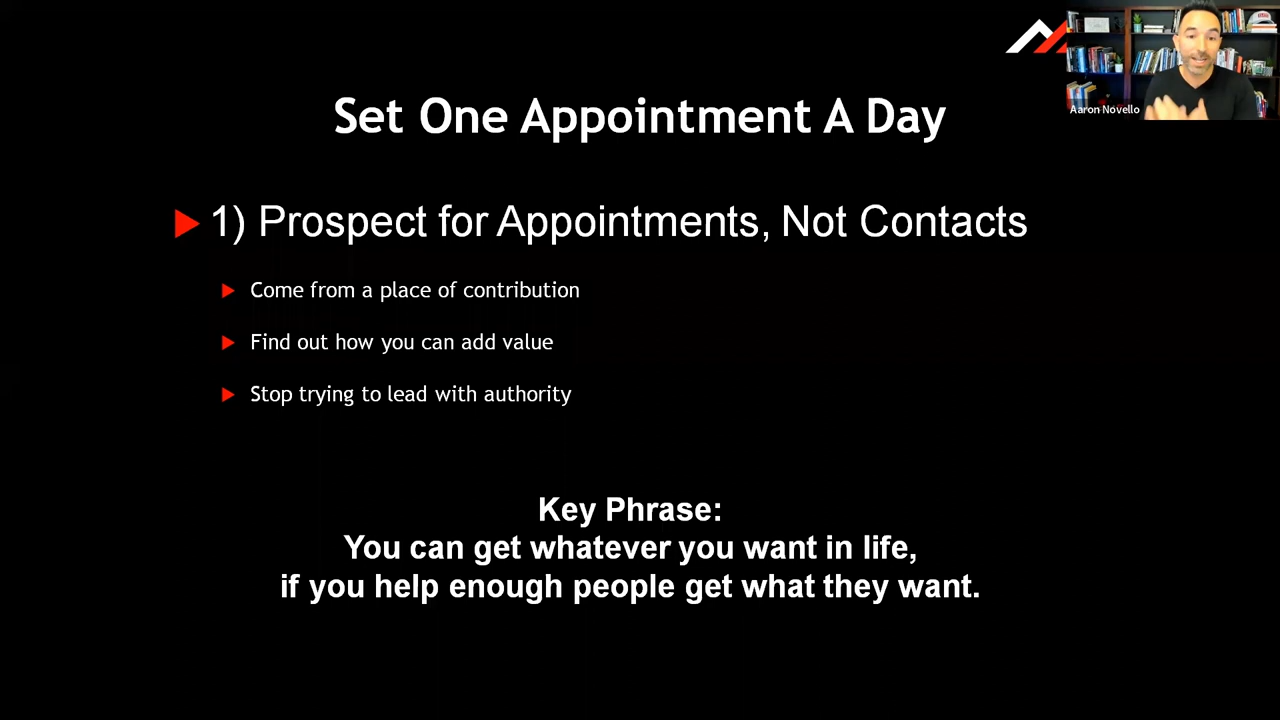 Set One Appointment A Day
Aaron Novello
1) Prospect for Appointments, Not Contacts
Come from a place of contribution
Find out how you can add value
Stop trying to lead with authority
Key Phrase:
You can get whatever you want in life,
if you help enough people get what they want.